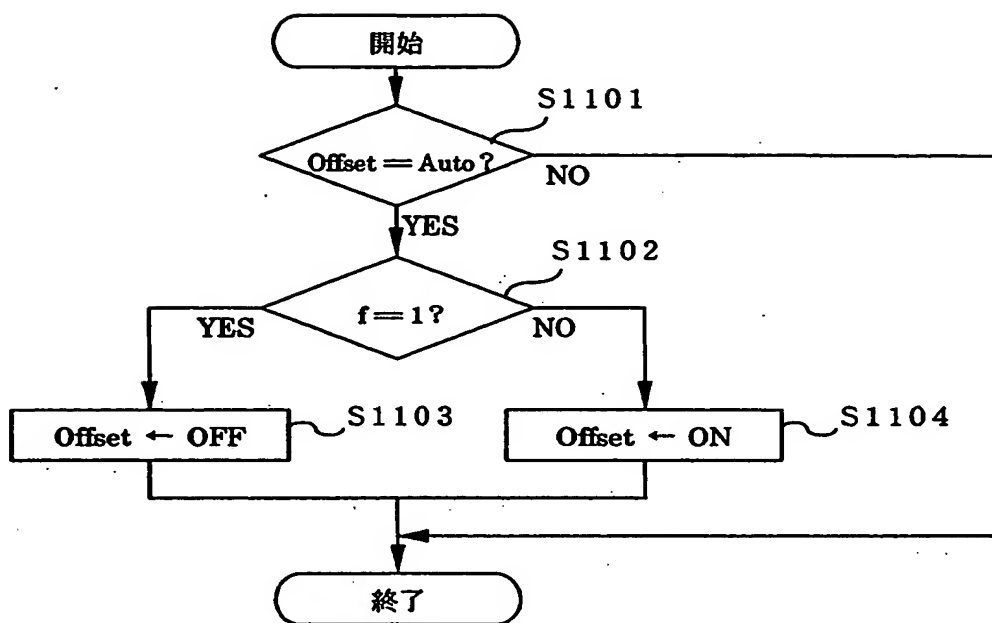 開始
S1101
Offset == Auto?
NO
YES
S1102
f == 1?
YES
NO
S1103
Offset ← OFF
S1104
Offset ← ON
終了